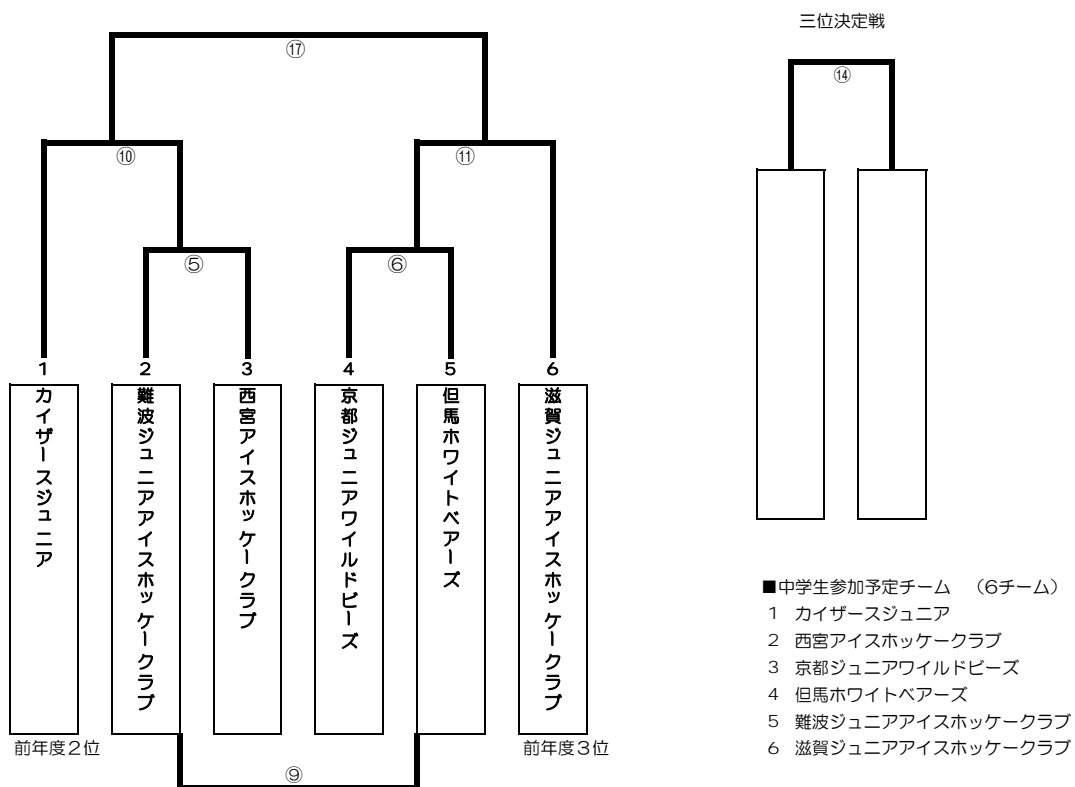 三位決定戦
⑰
⑭
⑩
⑪
⑤
⑥
1
2
3
4
5
6
カイザースジュニア
難波ジュニアアイスホッケークラブ
西宮アイスホッケークラブ
京都ジュニアワイルドビーズ
但馬ホワイトベアーズ
滋賀ジュニアアイスホッケークラブ
前年度2位
前年度3位
⑨
■中学生参加予定チーム （6チーム）
1 カイザースジュニア
2 西宮アイスホッケークラブ
3 京都ジュニアワイルドビーズ
4 但馬ホワイトベアーズ
5 難波ジュニアアイスホッケークラブ
6 滋賀ジュニアアイスホッケークラブ